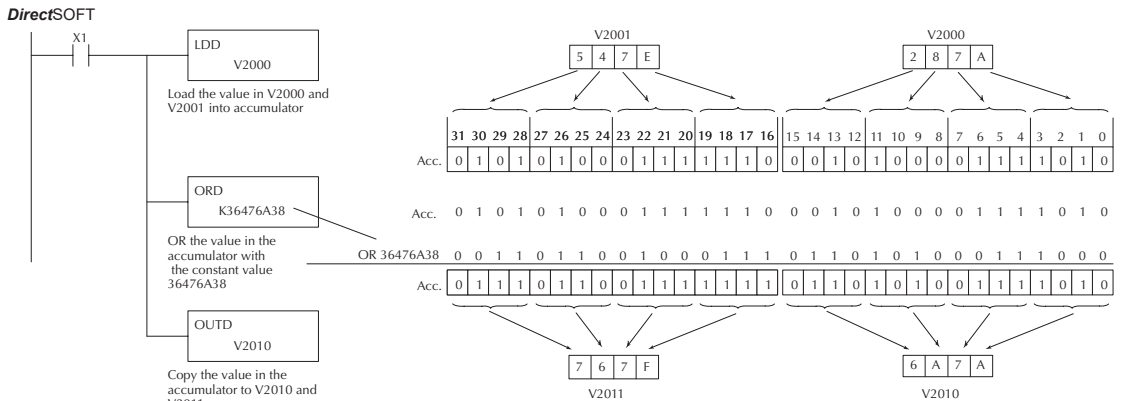 DirectSOFT
X1
LDD
V2000
Load the value in V2000 and
V2001 into accumulator
ORD
K36476A38
OR the value in the
accumulator with
the constant value
36476A38
OUTD
V2010
Copy the value in the
accumulator to V2010 and
V2001 V2000
5 4 7 E 2 8 7 A
31 30 29 28 27 26 25 24 23 22 21 20 19 18 17 16 15 14 13 12 11 10 9 8 7 6 5 4 3 2 1 0
Acc. 0 1 0 1 0 1 0 0 0 1 1 1 1 1 1 0 0 0 1 0 1 0 0 0 0 1 1 1 1 0 1 0
Acc. 0 1 0 1 0 1 0 0 0 1 1 1 1 1 1 0 0 0 1 0 1 0 0 0 0 1 1 1 1 0 1 0
OR 36476A38 0 0 1 1 0 1 1 0 0 1 0 0 0 1 1 1 0 1 1 0 1 0 1 0 0 0 1 1 1 0 0 0
Acc. 0 1 1 1 0 1 1 0 0 1 1 1 1 1 1 1 0 1 1 0 1 0 1 0 0 1 1 1 1 0 1 0
7 6 7 F 6 A 7 A
V2011 V2010